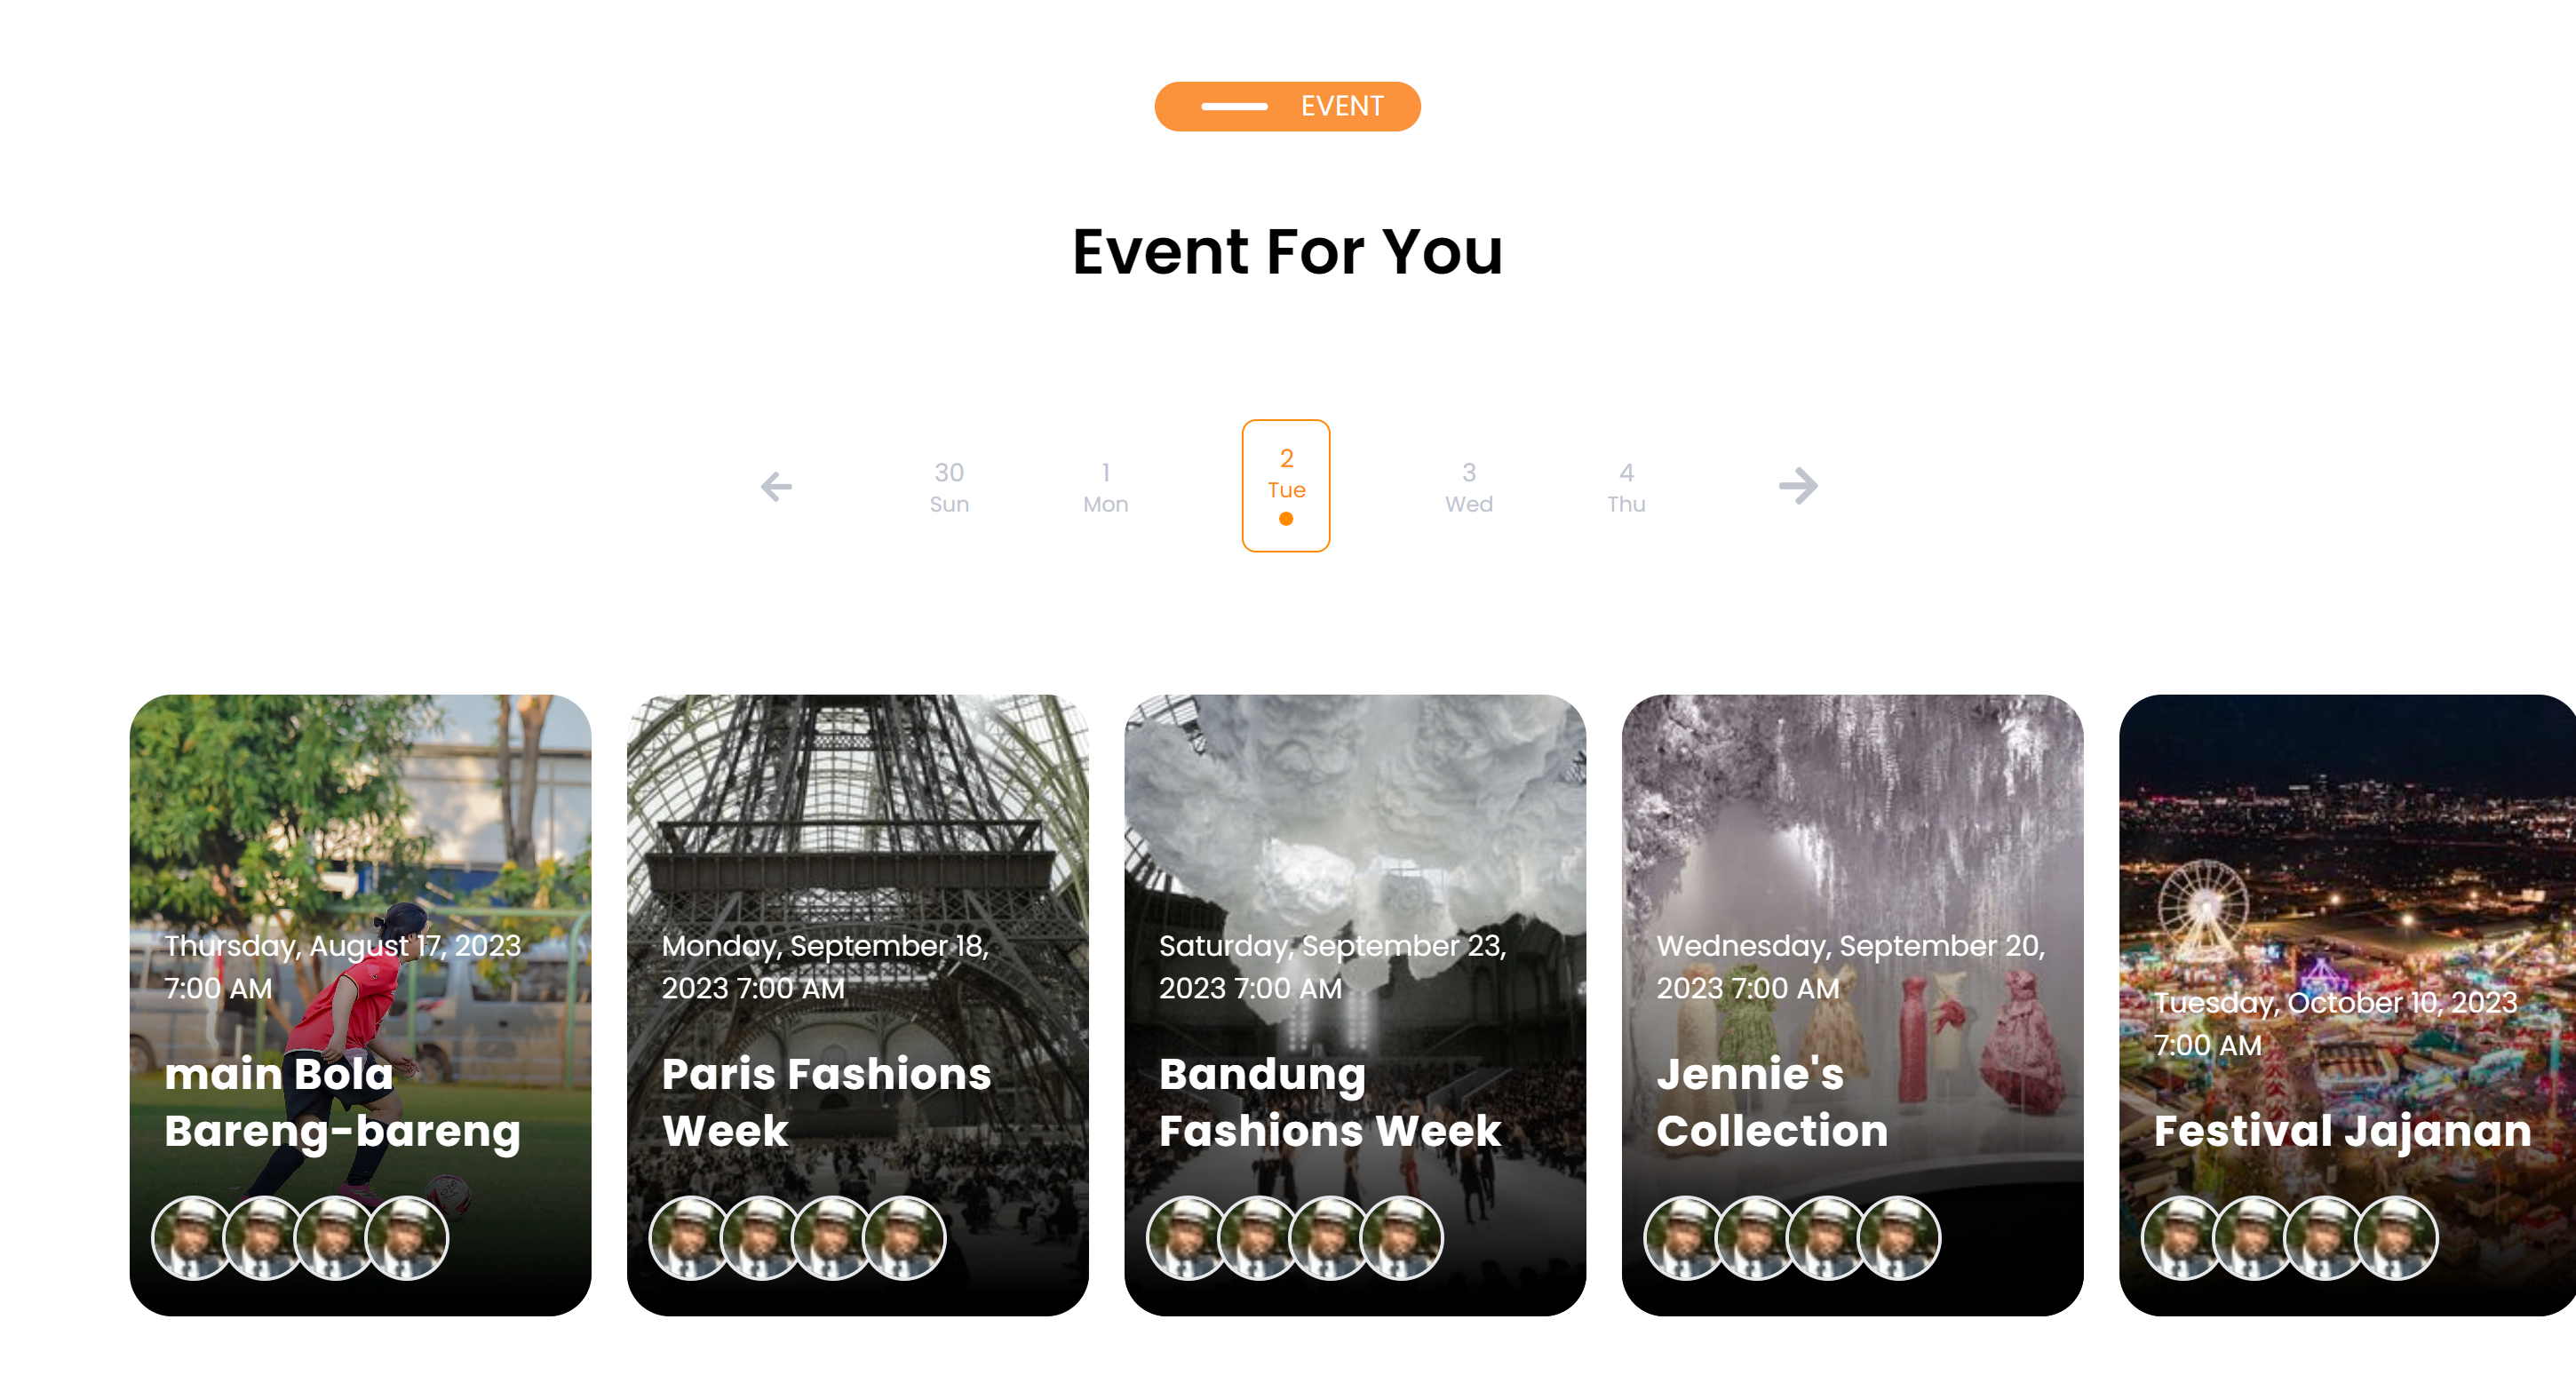 EVENT
Event For You
30
Sun
1
Mon
2
Tue
3
Wed
4
Thu
Thursday, August 17, 2023
7:00 AM
main Bola
Bareng-bareng
Monday, September 18,
2023 7:00 AM
Paris Fashions
Week
Saturday, September 23,
2023 7:00 AM
Bandung
Fashions Week
Wednesday, September 20,
2023 7:00 AM
Jennie's
Collection
Tuesday, October 10, 2023
7:00 AM
Festival Jajanan